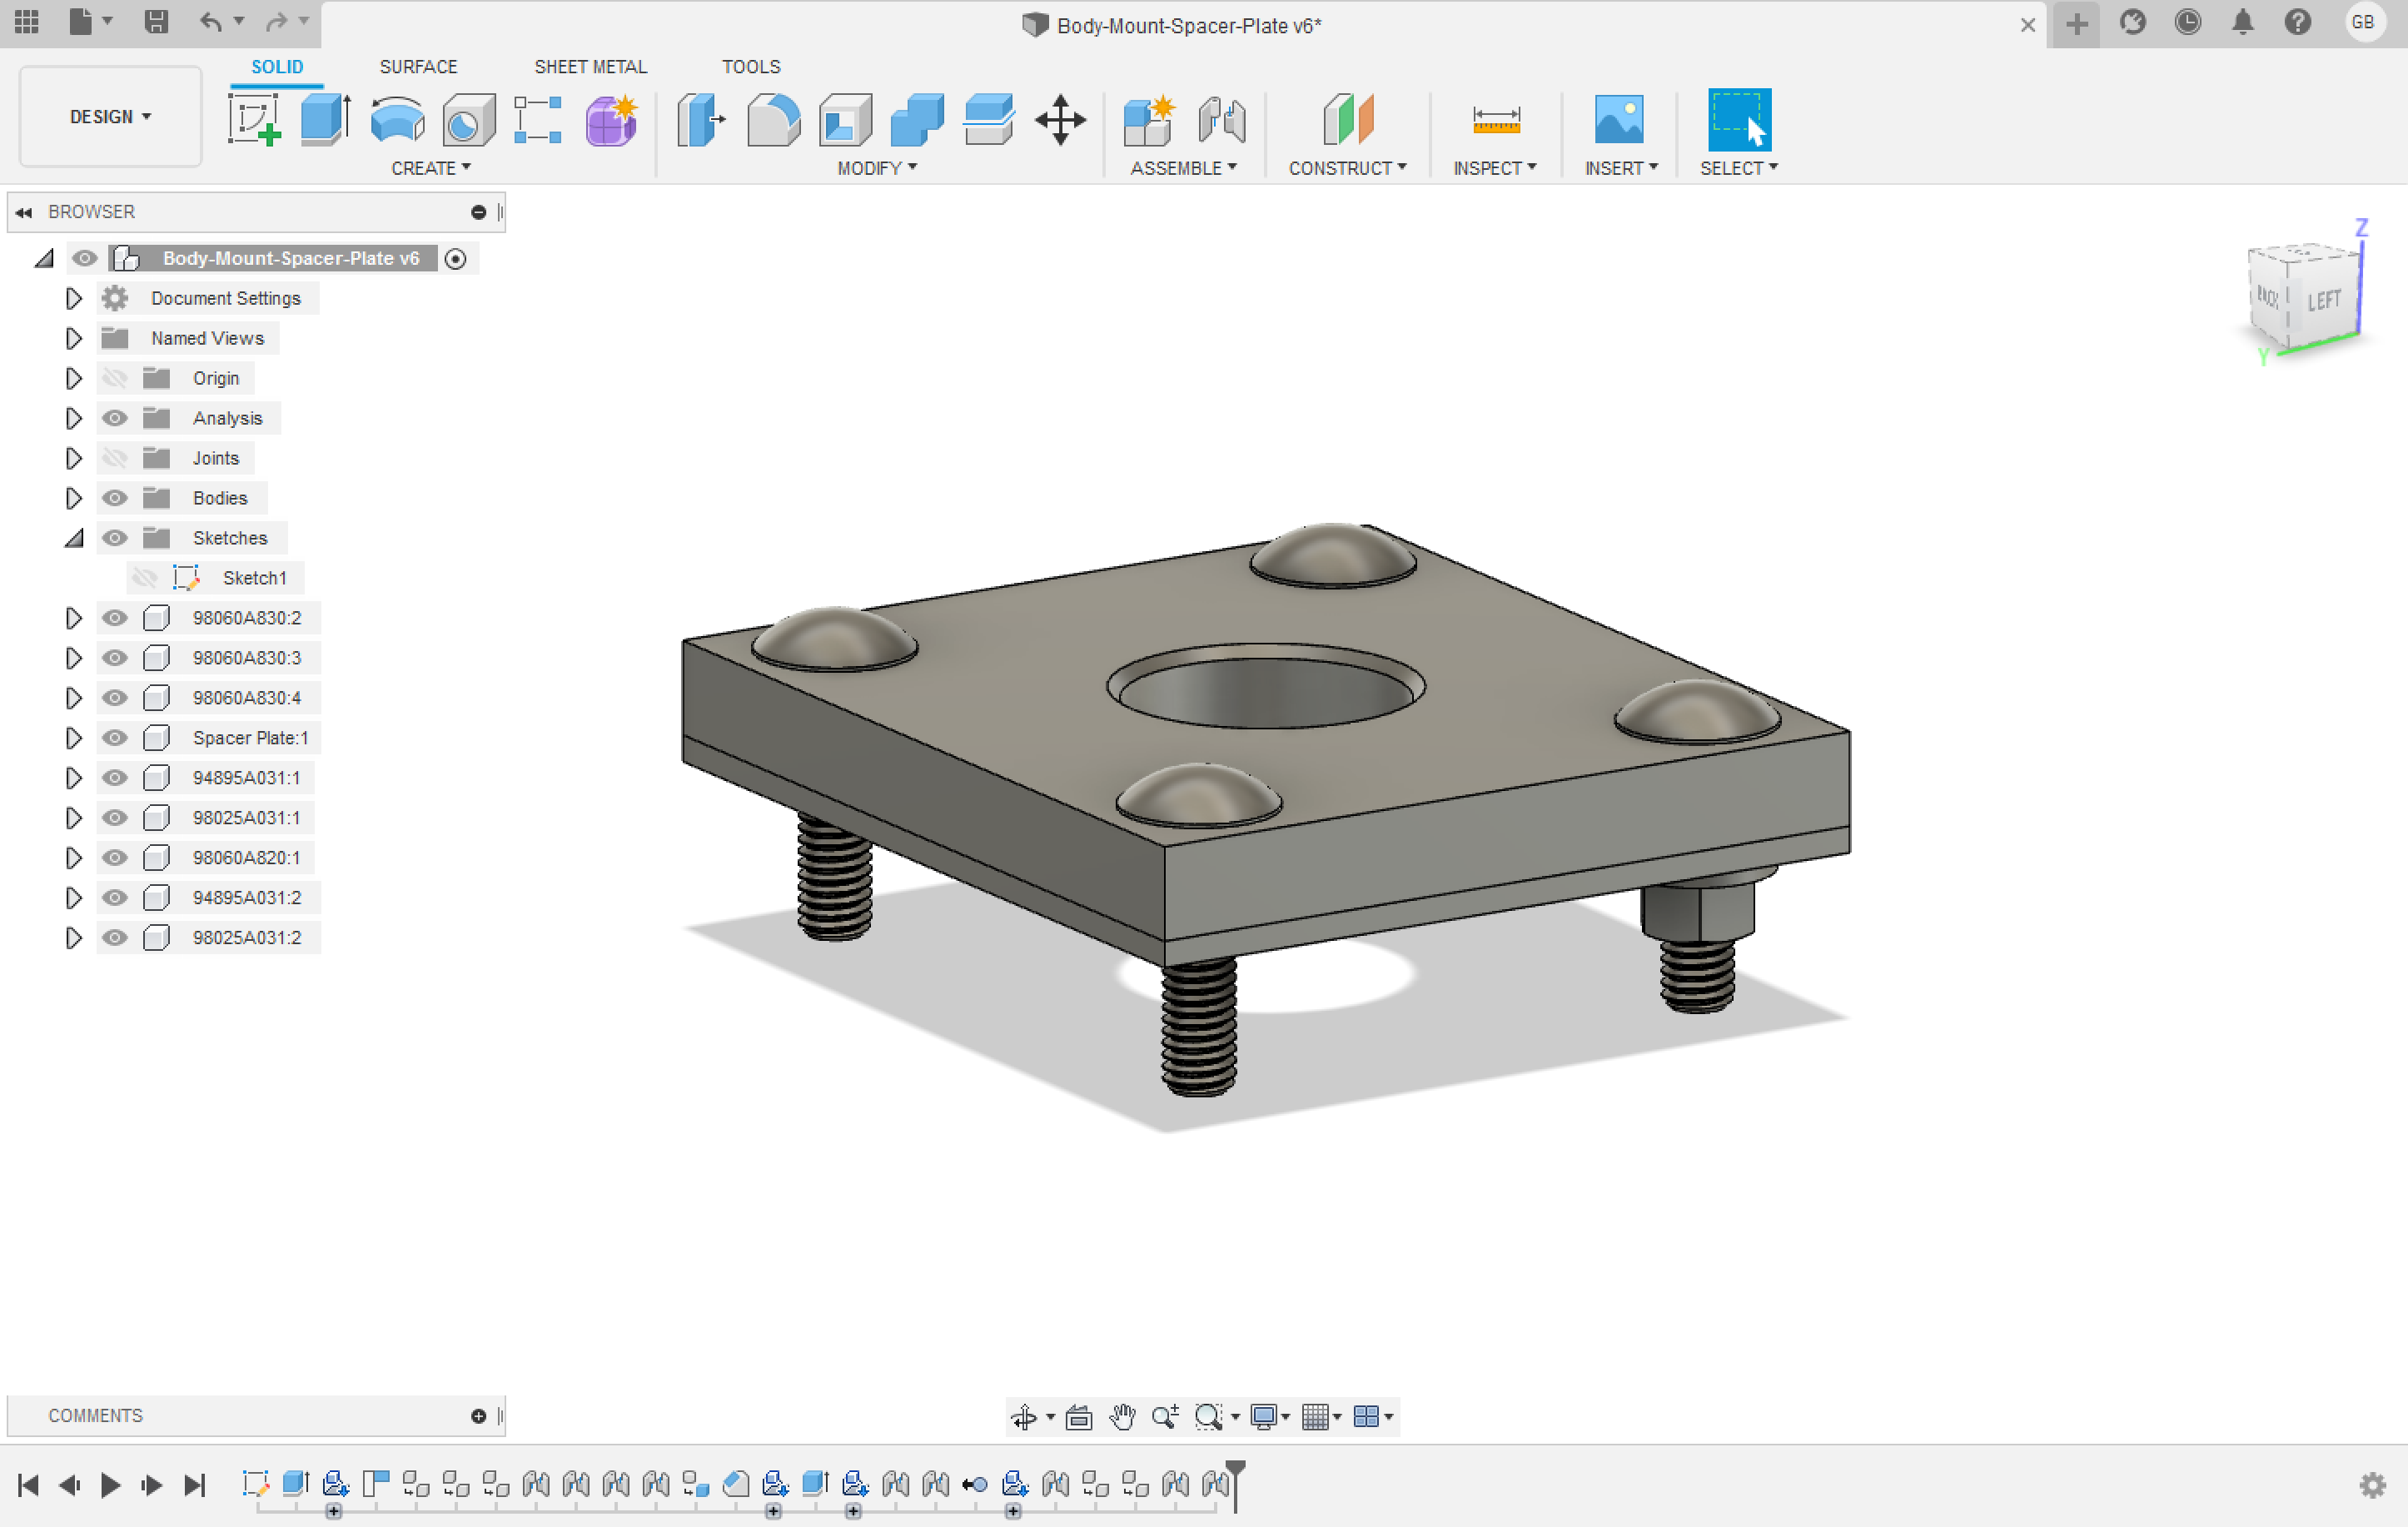 Body-Mount-Spacer-Plate v6*
GB
DESIGN
SOLID SURFACE SHEET METAL TOOLS
CREATE MODIFY ASSEMBLE CONSTRUCT INSPECT INSERT SELECT
BROWSER
Body-Mount-Spacer-Plate v6
Document Settings
Named Views
Origin
Analysis
Joints
Bodies
Sketches
Sketch1
98060A830:2
98060A830:3
98060A830:4
Spacer Plate:1
94895A031:1
98025A031:1
98060A820:1
94895A031:2
98025A031:2
Z
BACK
LEFT
Y
COMMENTS